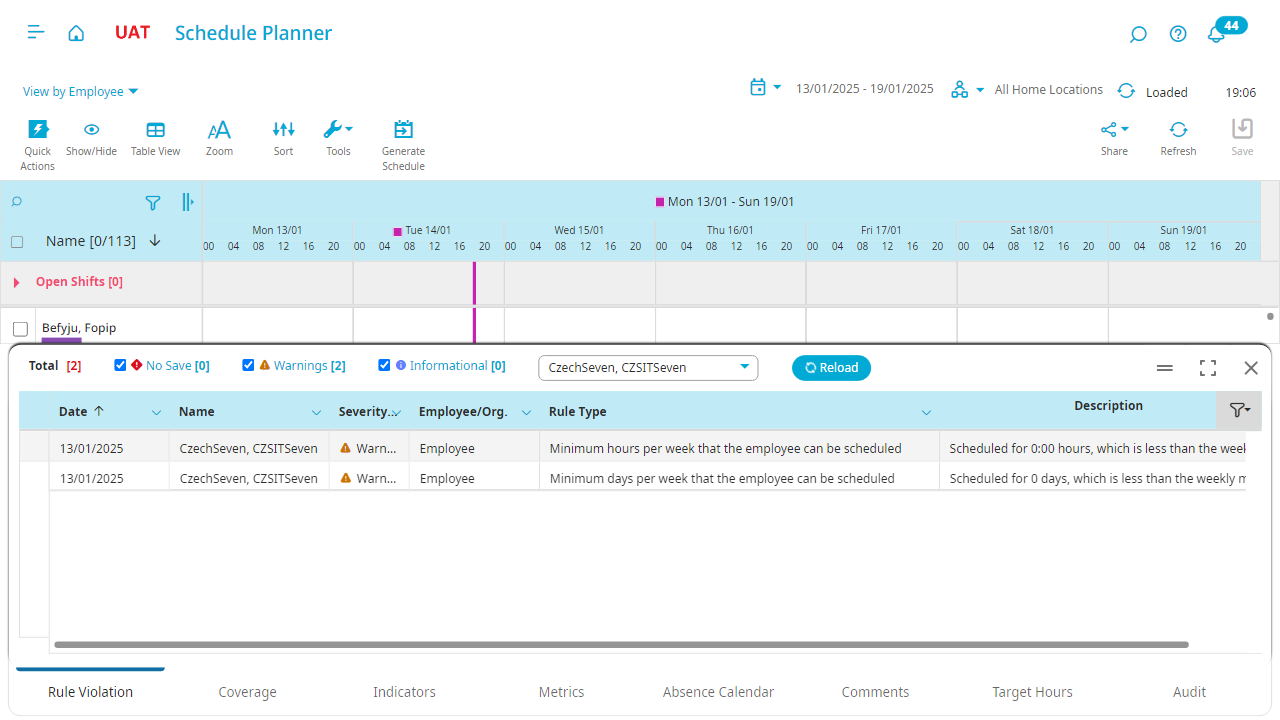 UAT Schedule Planner 44
View by Employee 13/01/2025 - 19/01/2025 All Home Locations Loaded 19:06
Quick Actions Show/Hide Table View Zoom Sort Tools Generate Schedule Share Refresh Save
Mon 13/01 - Sun 19/01
Mon 13/01 Tue 14/01 Wed 15/01 Thu 16/01 Fri 17/01 Sat 18/01 Sun 19/01
Name [0/113] 00 04 08 12 16 20 00 04 08 12 16 20 00 04 08 12 16 20 00 04 08 12 16 20 00 04 08 12 16 20 00 04 08 12 16 20 00 04 08 12 16 20
Open Shifts [0]
Befyju, Fopip
Total [2] No Save [0] Warnings [2] Informational [0] CzechSeven, CZSITSeven Reload
Date Name Severity... Employee/Org. Rule Type Description
13/01/2025 CzechSeven, CZSITSeven Warn... Employee Minimum hours per week that the employee can be scheduled Scheduled for 0:00 hours, which is less than the week
13/01/2025 CzechSeven, CZSITSeven Warn... Employee Minimum days per week that the employee can be scheduled Scheduled for 0 days, which is less than the weekly m
Rule Violation Coverage Indicators Metrics Absence Calendar Comments Target Hours Audit